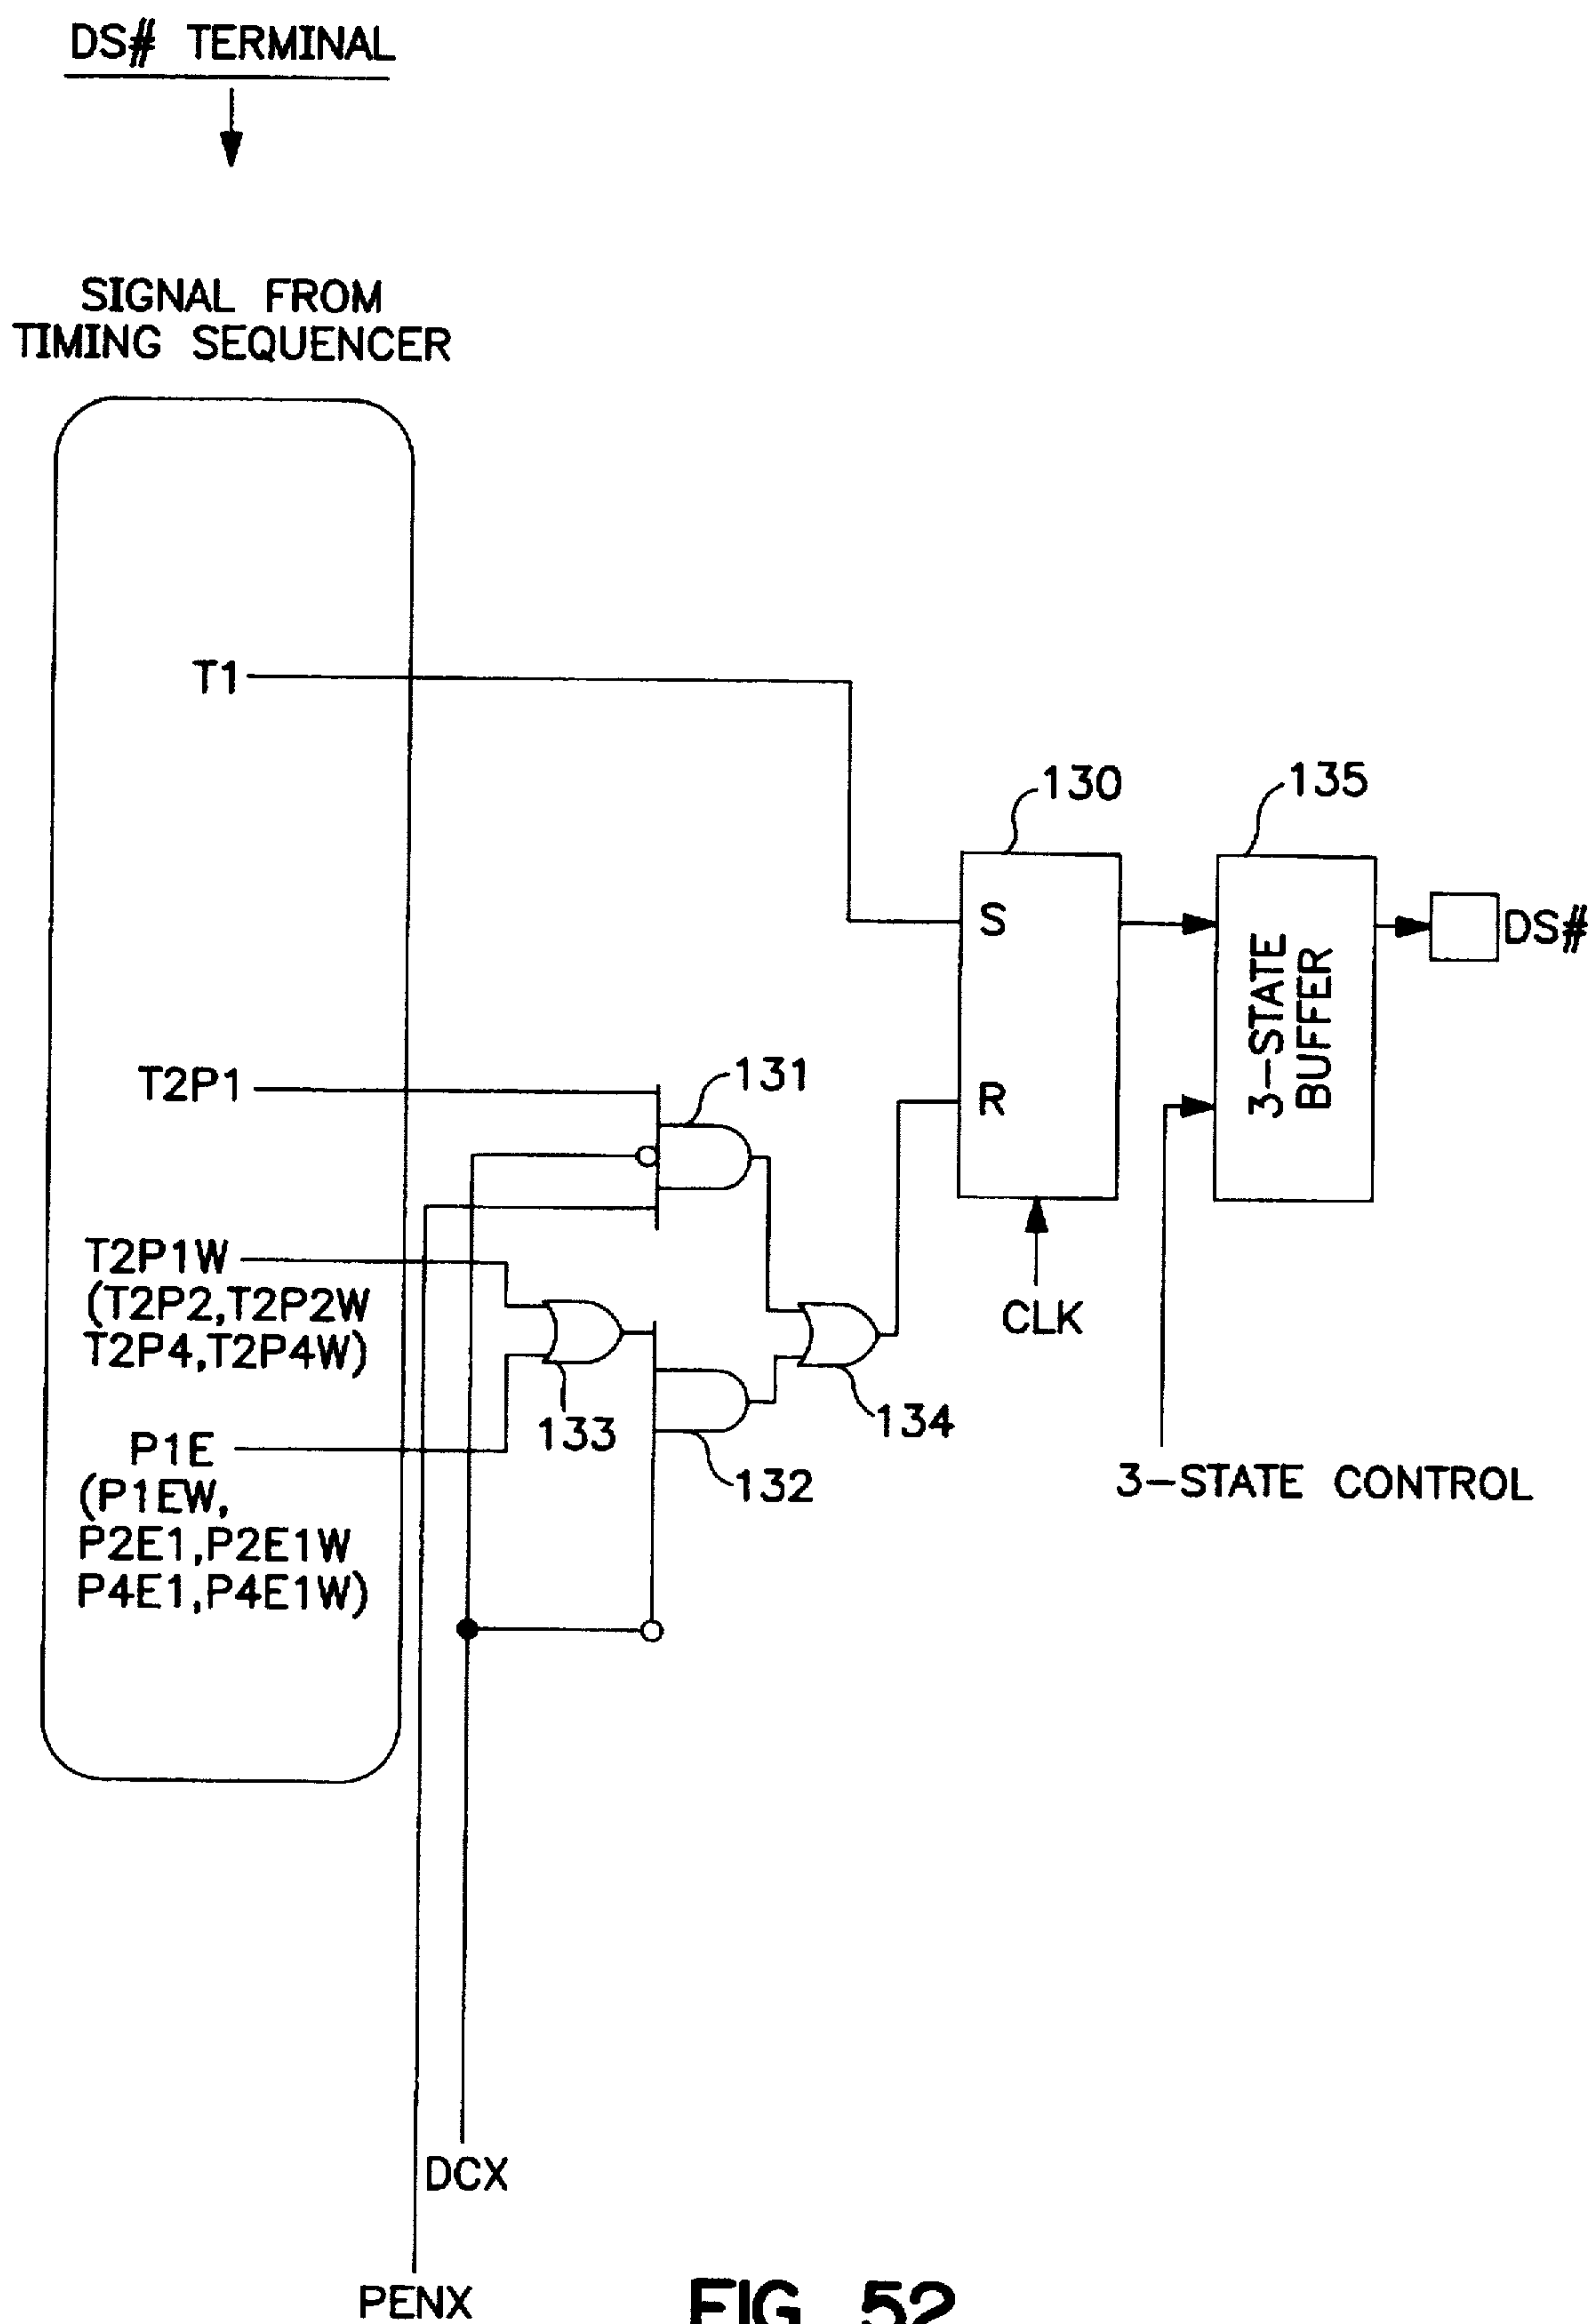 DS# TERMINAL
SIGNAL FROM
TIMING SEQUENCER
T1
130
135
S
R
3-STATE
BUFFER
DS#
T2P1
131
T2P1W
(T2P2,T2P2W
T2P4,T2P4W)
133
134
CLK
P1E
(P1EW,
P2E1,P2E1W
P4E1,P4E1W)
132
3-STATE CONTROL
DCX
PENX
FIG. 52